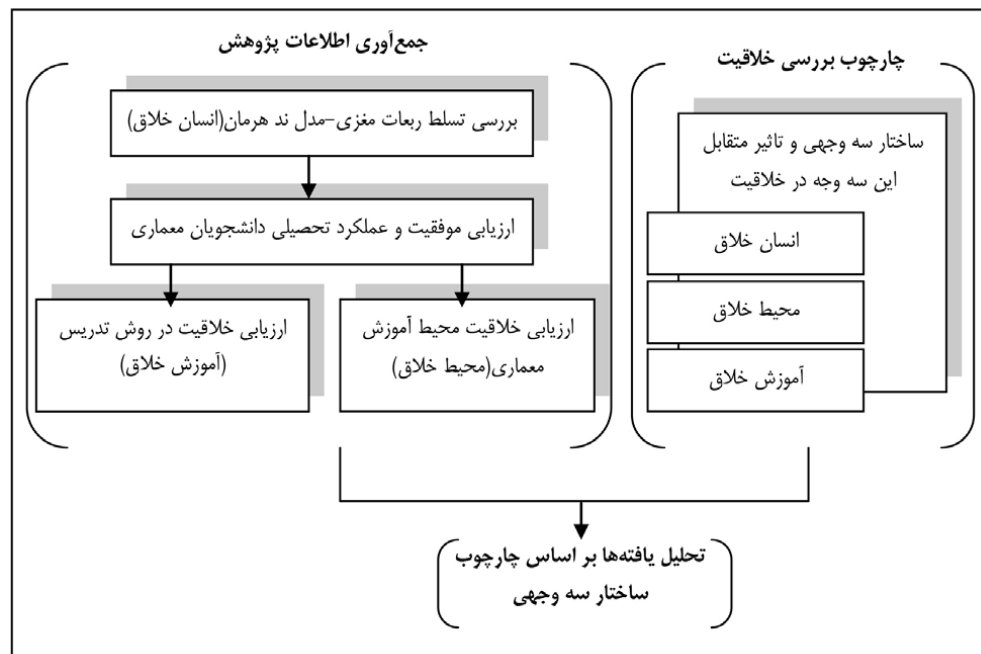 چارچوب بررسی خلاقیت
ساختار سه وجهی و تاثیر متقابل
این سه وجه در خلاقیت
انسان خلاق
محیط خلاق
آموزش خلاق
جمع‌آوری اطلاعات پژوهش
بررسی تسلط ربعات مغزی-مدل ند هرمان(انسان خلاق)
ارزیابی موفقیت و عملکرد تحصیلی دانشجویان معماری
ارزیابی خلاقیت محیط آموزش
معماری(محیط خلاق)
ارزیابی خلاقیت در روش تدریس
(آموزش خلاق)
تحلیل یافته‌ها بر اساس چارچوب
ساختار سه وجهی